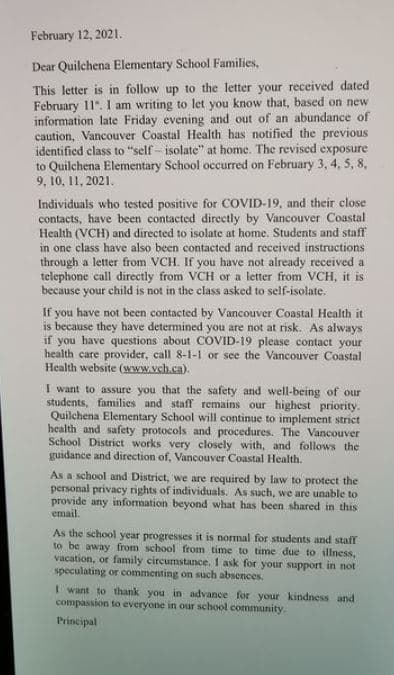 February 12, 2021.
Dear Quilchena Elementary School Families,
This letter is in follow up to the letter your received dated
February 11ᵗ. I am writing to let you know that, based on new
information late Friday evening and out of an abundance of
caution, Vancouver Coastal Health has notified the previous
identified class to “self – isolate” at home. The revised exposure
to Quilchena Elementary School occurred on February 3, 4, 5, 8,
9, 10, 11, 2021.
Individuals who tested positive for COVID-19, and their close
contacts, have been contacted directly by Vancouver Coastal
Health (VCH) and directed to isolate at home. Students and staff
in one class have also been contacted and received instructions
through a letter from VCH. If you have not already received a
telephone call directly from VCH or a letter from VCH, it is
because your child is not in the class asked to self-isolate.
If you have not been contacted by Vancouver Coastal Health it
is because they have determined you are not at risk. As always
if you have questions about COVID-19 please contact your
health care provider, call 8-1-1 or see the Vancouver Coastal
Health website (www.vch.ca).
I want to assure you that the safety and well-being of our
students, families and staff remains our highest priority.
Quilchena Elementary School will continue to implement strict
health and safety protocols and procedures. The Vancouver
School District works very closely with, and follows the
guidance and direction of, Vancouver Coastal Health.
As a school and District, we are required by law to protect the
personal privacy rights of individuals. As such, we are unable to
provide any information beyond what has been shared in this
email.
As the school year progresses it is normal for students and staff
to be away from school from time to time due to illness,
vacation, or family circumstance. I ask for your support in not
speculating or commenting on such absences.
I want to thank you in advance for your kindness and
compassion to everyone in our school community.
Principal